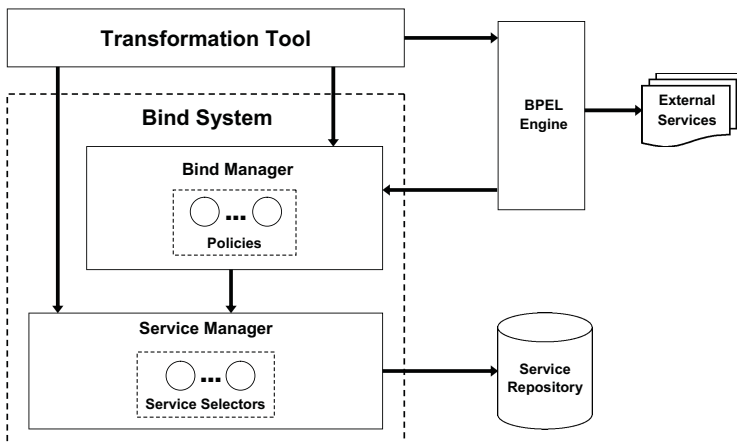 Transformation Tool
BPEL
Engine
External
Services
Bind System
Bind Manager
...
Policies
Service Manager
...
Service Selectors
Service
Repository